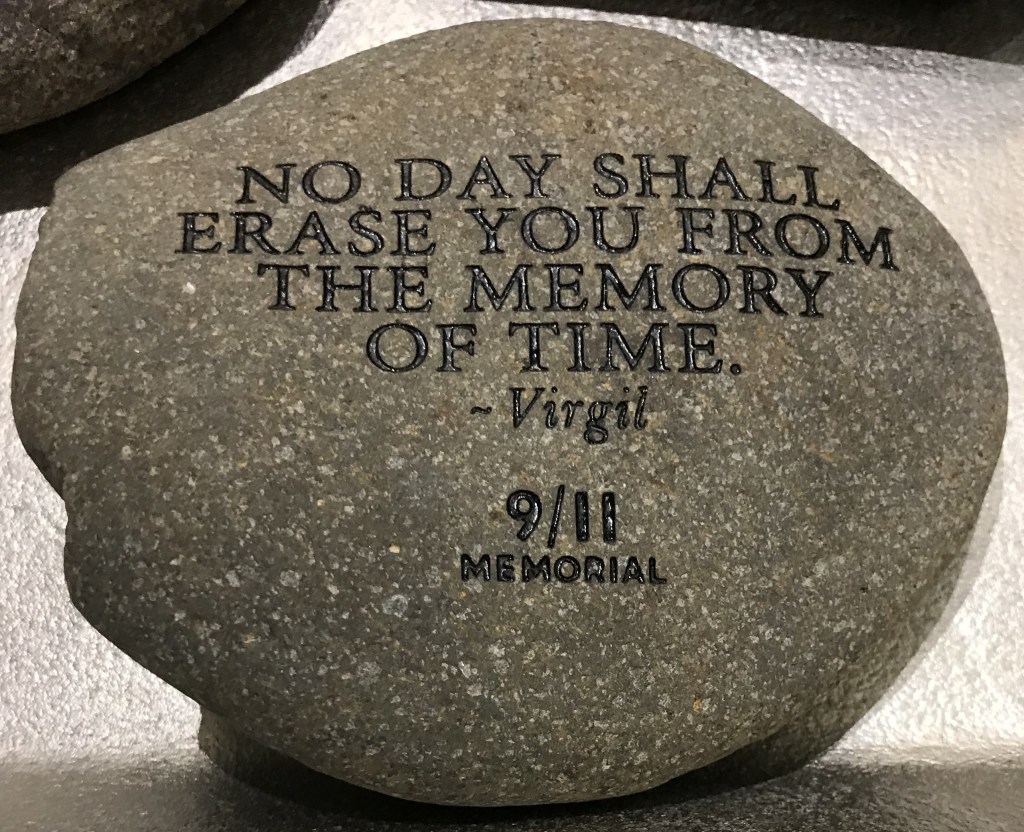 NO DAY SHALL
ERASE YOU FROM
THE MEMORY
OF TIME.
~ Virgil
9/11
MEMORIAL